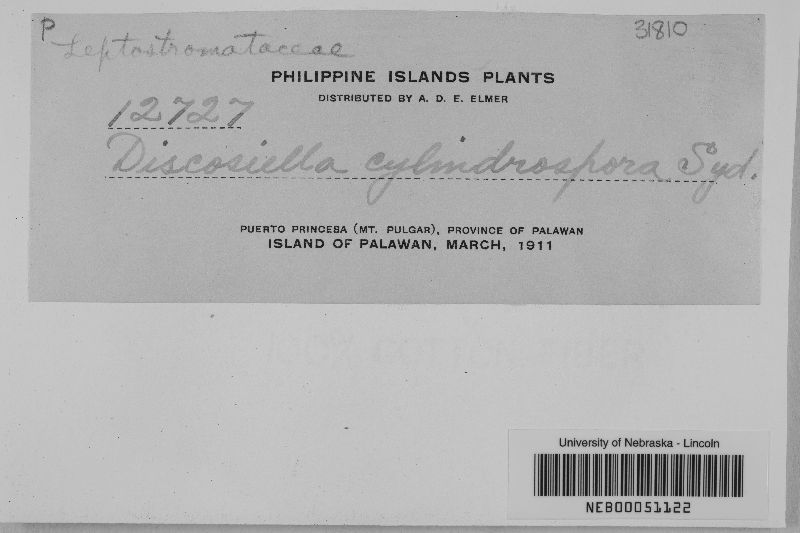 P
31810
Leptostromataceae
PHILIPPINE ISLANDS PLANTS
DISTRIBUTED BY A. D. E. ELMER
12727
Discosiella cylindrospora Syd.
PUERTO PRINCESA (MT. PULGAR), PROVINCE OF PALAWAN
ISLAND OF PALAWAN, MARCH, 1911
University of Nebraska - Lincoln
NEB00051122